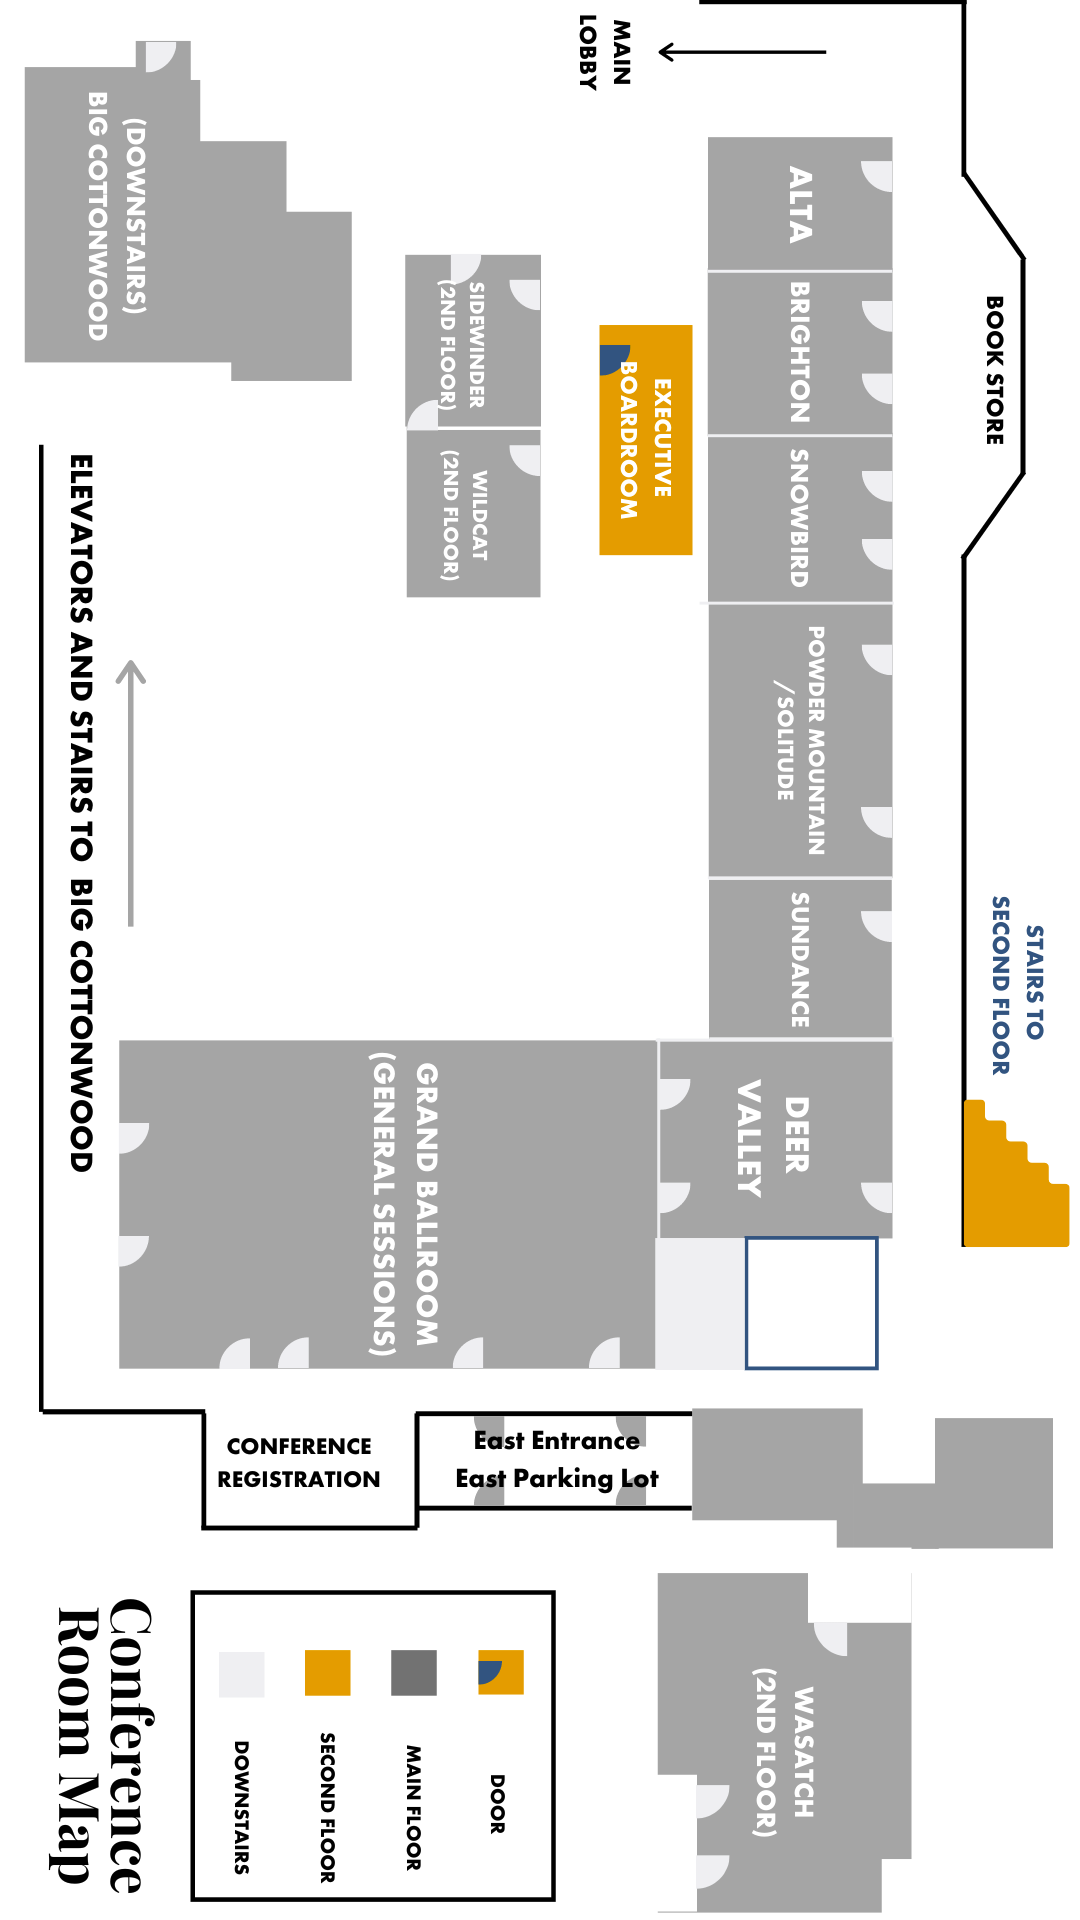 MAIN
LOBBY
BOOK STORE
STAIRS TO
SECOND FLOOR
ALTA
BRIGHTON
SNOWBIRD
POWDER MOUNTAIN
/SOLITUDE
SUNDANCE
DEER
VALLEY
EXECUTIVE
BOARDROOM
SIDEWINDER
(2ND FLOOR)
WILDCAT
(2ND FLOOR)
(DOWNSTAIRS)
BIG COTTONWOOD
GRAND BALLROOM
(GENERAL SESSIONS)
ELEVATORS AND STAIRS TO BIG COTTONWOOD
CONFERENCE
REGISTRATION
East Entrance
East Parking Lot
WASATCH
(2ND FLOOR)
DOOR
MAIN FLOOR
SECOND FLOOR
DOWNSTAIRS
Conference
Room Map